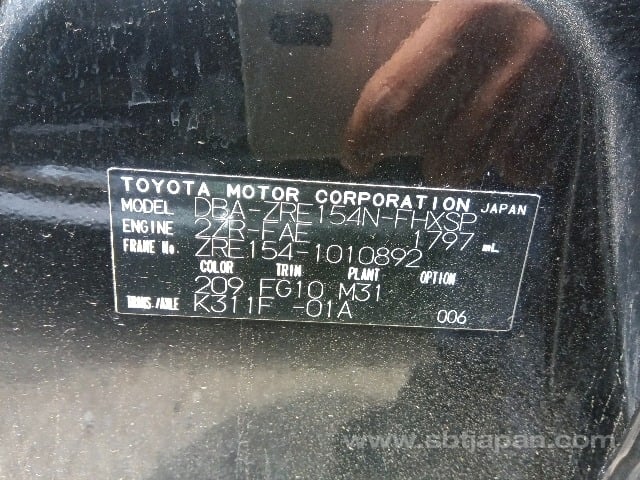 TOYOTA MOTOR CORPORATION JAPAN
MODEL DBA-ZRE154N-FHXSP
ENGINE 2ZR-FAE 1797 mL
FRAME No. ZRE154-1010892
COLOR TRIM PLANT OPTION
209 FG10 M31
TRANS./AXLE K311F -01A 006
www.sbtjapan.com